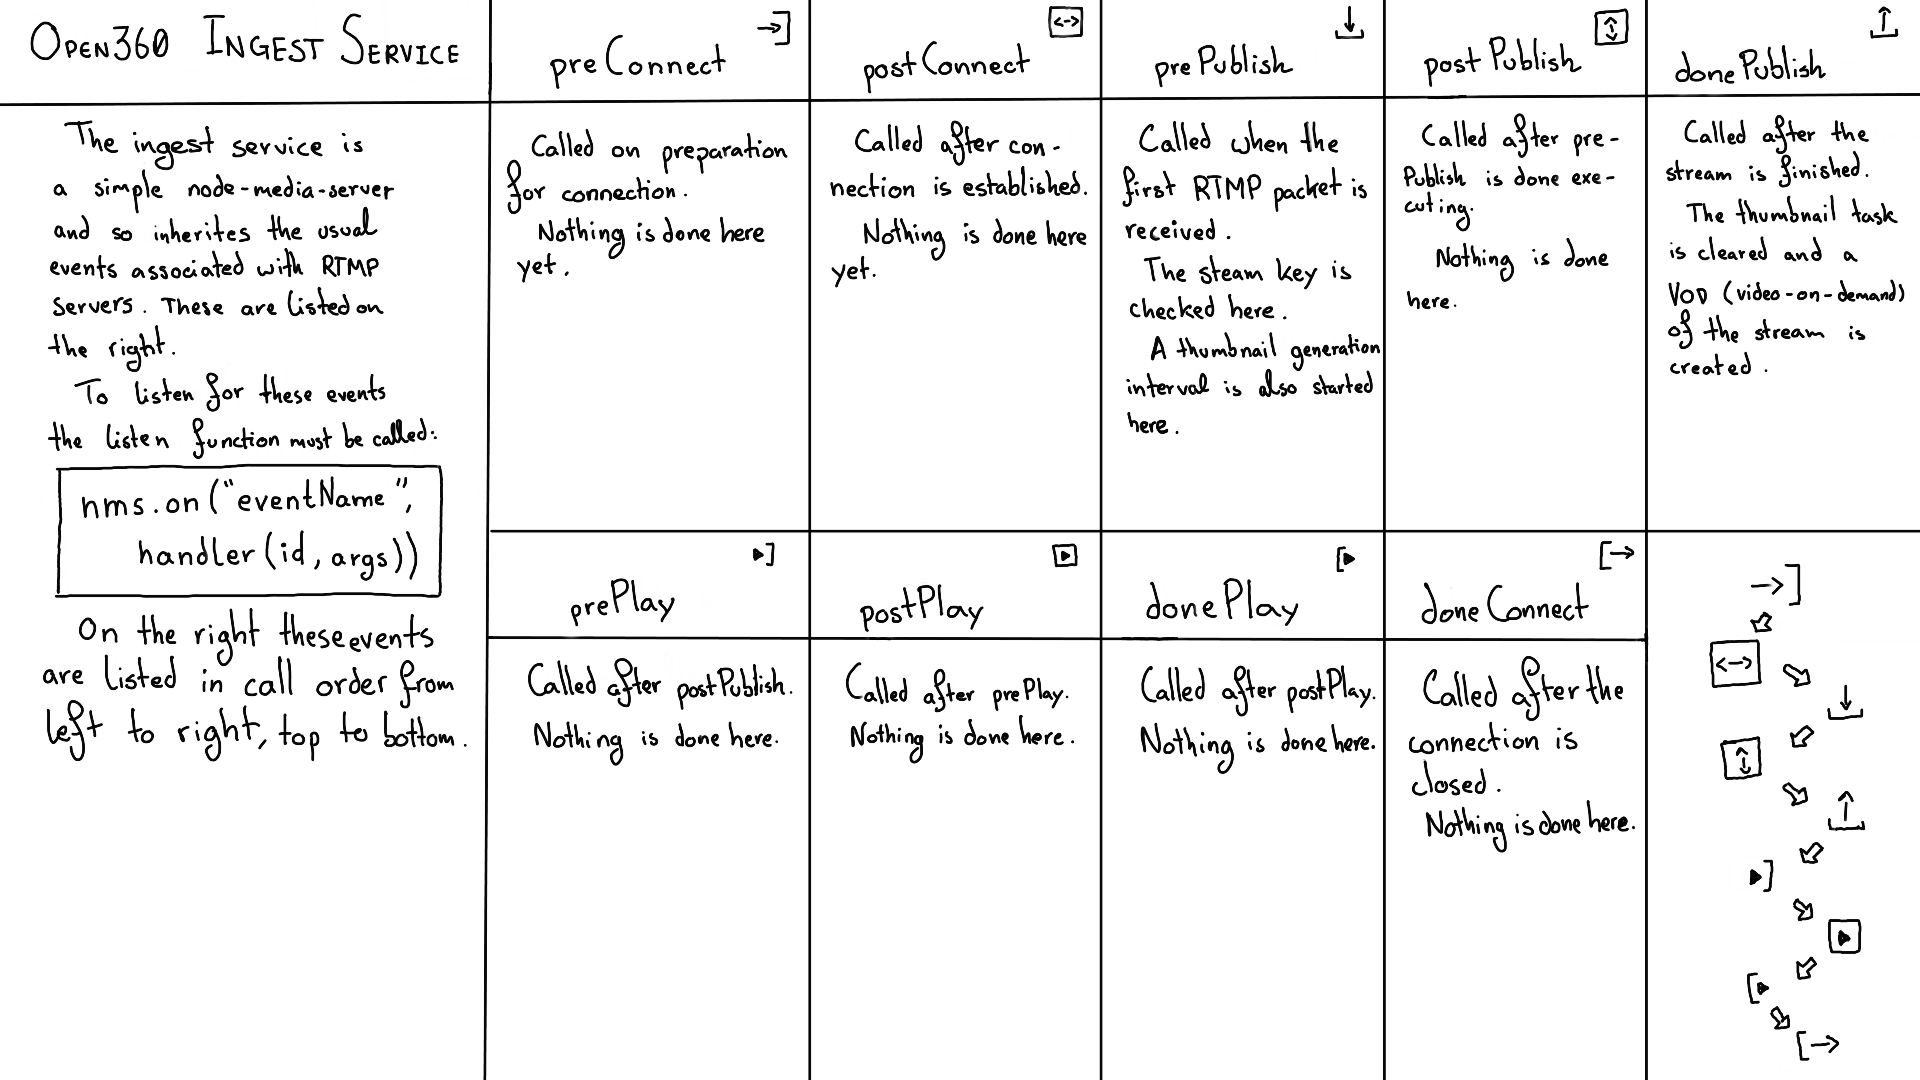 OPEN360 INGEST SERVICE
The ingest service is
a simple node-media-server
and so inherites the usual
events associated with RTMP
servers. These are listed on
the right.
To listen for these events
the listen function must be called:
nms.on("eventName",
handler(id, args))
On the right these events
are listed in call order from
left to right, top to bottom.
preConnect
Called on preparation
for connection.
Nothing is done here
yet.
postConnect
Called after con-
nection is established.
Nothing is done here
yet.
prePublish
Called when the
first RTMP packet is
received.
The steam key is
checked here.
A thumbnail generation
interval is also started
here.
postPublish
Called after pre-
Publish is done exe-
cuting.
Nothing is done
here.
donePublish
Called after the
stream is finished.
The thumbnail task
is cleared and a
VOD (video-on-demand)
of the stream is
created.
prePlay
Called after postPublish.
Nothing is done here.
postPlay
Called after prePlay.
Nothing is done here.
donePlay
Called after postPlay.
Nothing is done here.
doneConnect
Called after the
connection is
closed.
Nothing is done here.